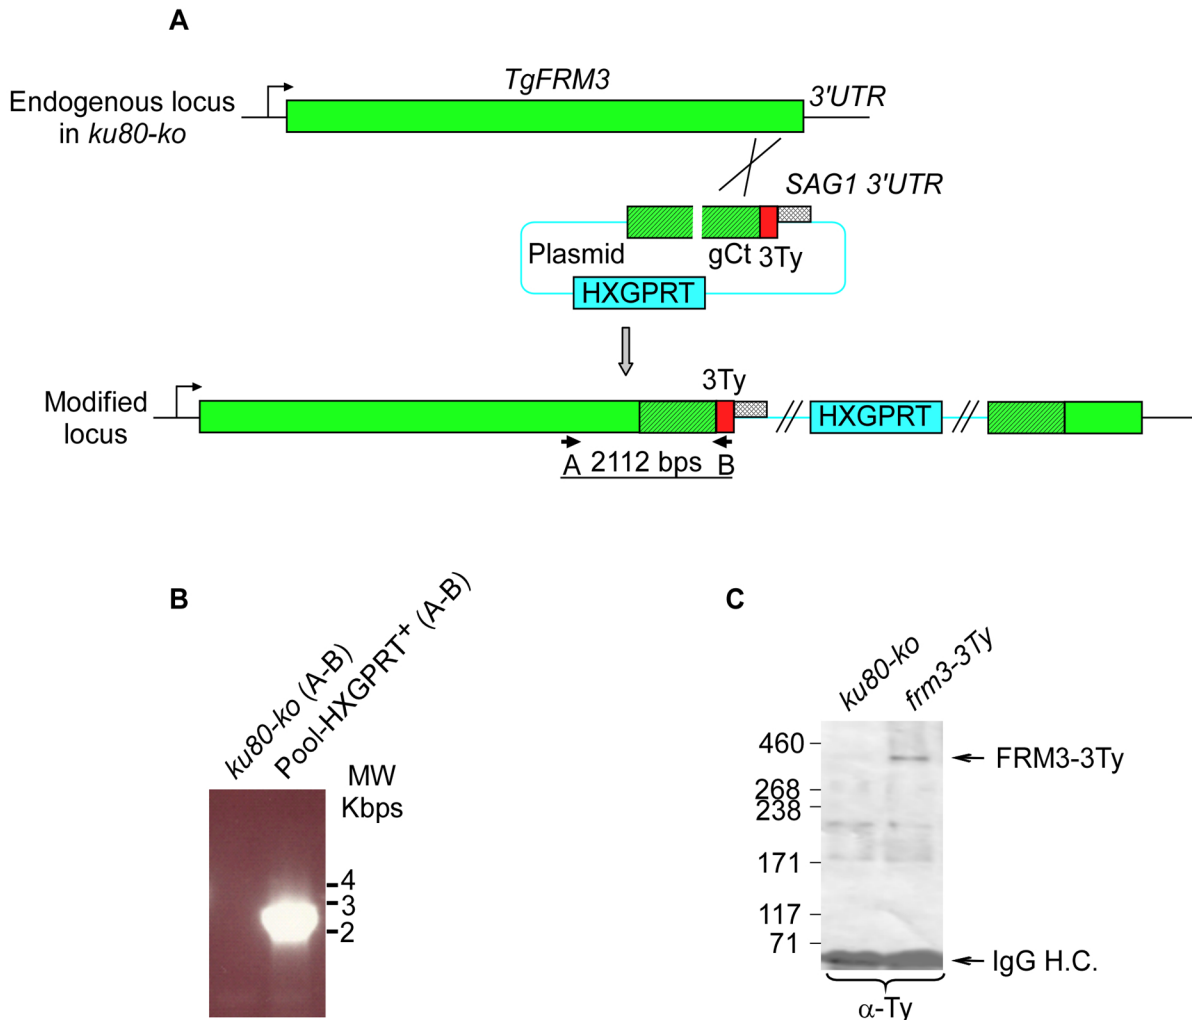 A
TgFRM3
3'UTR
Endogenous locus
in ku80-ko
SAG1 3'UTR
Plasmid
gCt
3Ty
HXGPRT
3Ty
Modified
locus
HXGPRT
A
2112 bps
B
B
ku80-ko (A-B)
Pool-HXGPRT+ (A-B)
MW
Kbps
4
3
2
C
ku80-ko
frm3-3Ty
460
268
238
171
117
71
FRM3-3Ty
IgG H.C.
α-Ty